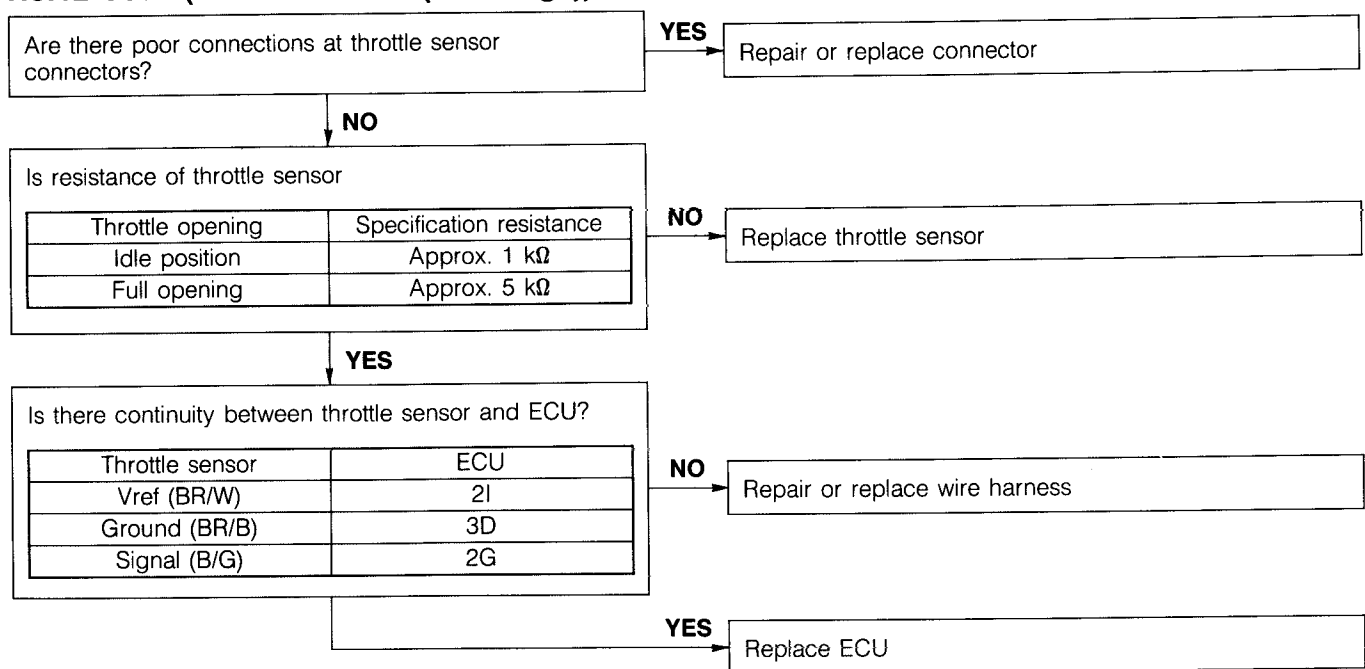 Are there poor connections at throttle sensor
connectors?
YES
Repair or replace connector
NO
Is resistance of throttle sensor
Throttle opening Specification resistance
Idle position Approx. 1 kΩ
Full opening Approx. 5 kΩ
NO
Replace throttle sensor
YES
Is there continuity between throttle sensor and ECU?
Throttle sensor ECU
Vref (BR/W) 2I
Ground (BR/B) 3D
Signal (B/G) 2G
NO
Repair or replace wire harness
YES
Replace ECU